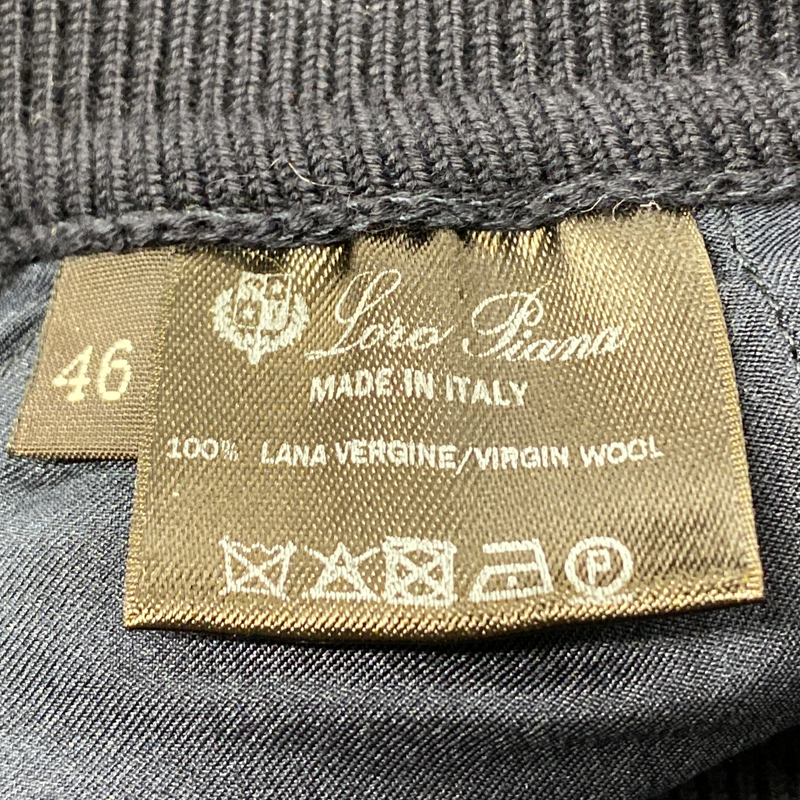 46
Loro Piana
MADE IN ITALY
100% LANA VERGINE/VIRGIN WOOL
P